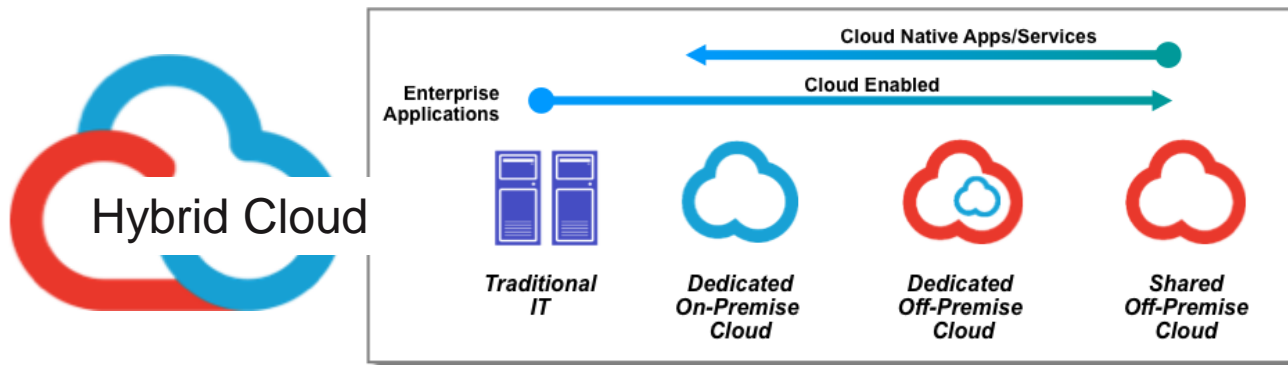 Hybrid Cloud
Cloud Native Apps/Services
Cloud Enabled
Enterprise
Applications
Traditional
IT
Dedicated
On-Premise
Cloud
Dedicated
Off-Premise
Cloud
Shared
Off-Premise
Cloud